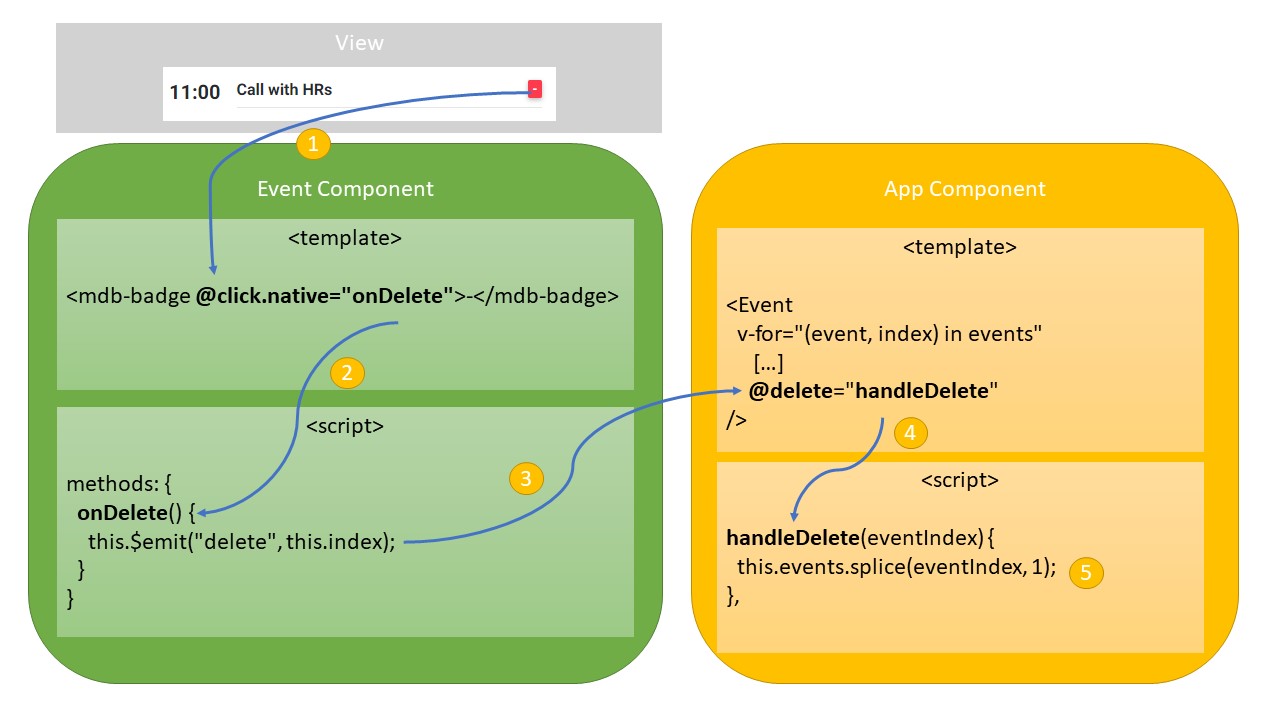 View
11:00 Call with HRs -
1
Event Component
<template>
<mdb-badge @click.native="onDelete">-</mdb-badge>
2
<script>
methods: {
onDelete() {
this.$emit("delete", this.index);
}
}
3
App Component
<template>
<Event
v-for="(event, index) in events"
[...]
@delete="handleDelete"
/>
4
<script>
handleDelete(eventIndex) {
this.events.splice(eventIndex, 1);
},
5